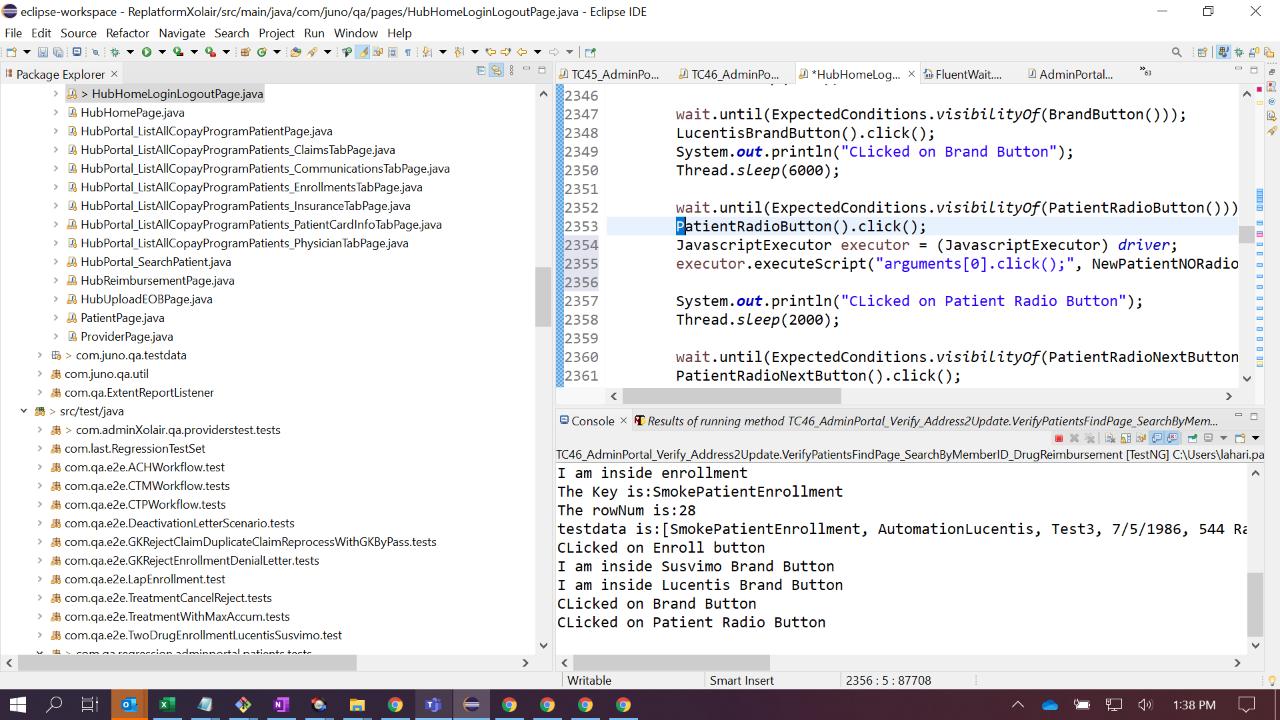 eclipse-workspace - ReplatformXolair/src/main/java/com/juno/qa/pages/HubHomeLoginLogoutPage.java - Eclipse IDE
File Edit Source Refactor Navigate Search Project Run Window Help
Package Explorer
> HubHomeLoginLogoutPage.java
HubHomePage.java
HubPortal_ListAllCopayProgramPatientPage.java
HubPortal_ListAllCopayProgramPatients_ClaimsTabPage.java
HubPortal_ListAllCopayProgramPatients_CommunicationsTabPage.java
HubPortal_ListAllCopayProgramPatients_EnrollmentsTabPage.java
HubPortal_ListAllCopayProgramPatients_InsuranceTabPage.java
HubPortal_ListAllCopayProgramPatients_PatientCardInfoTabPage.java
HubPortal_ListAllCopayProgramPatients_PhysicianTabPage.java
HubPortal_SearchPatient.java
HubReimbursementPage.java
HubUploadEOBPage.java
PatientPage.java
ProviderPage.java
> com.juno.qa.testdata
com.juno.qa.util
com.qa.ExtentReportListener
> src/test/java
> com.adminXolair.qa.providerstest.tests
com.last.RegressionTestSet
com.qa.e2e.ACHWorkflow.test
com.qa.e2e.CTMWorkflow.test
com.qa.e2e.CTPWorkflow.test
com.qa.e2e.DeactivationLetterScenario.tests
com.qa.e2e.GKRejectClaimDuplicateClaimReprocessWithGKByPass.tests
com.qa.e2e.GKRejectEnrollmentDenialLetter.tests
com.qa.e2e.LapEnrollment.test
com.qa.e2e.TreatmentCancelReject.tests
com.qa.e2e.TreatmentWithMaxAccum.tests
com.qa.e2e.TwoDrugEnrollmentLucentisSusvimo.test
> com.qa.regression.adminportal.patients.tests
TC45_AdminPo... TC46_AdminPo... *HubHomeLog... FluentWait.... AdminPortal... »63
2346
2347 wait.until(ExpectedConditions.visibilityOf(BrandButton()));
2348 LucentisBrandButton().click();
2349 System.out.println("CLicked on Brand Button");
2350 Thread.sleep(6000);
2351
2352 wait.until(ExpectedConditions.visibilityOf(PatientRadioButton()))
2353 PatientRadioButton().click();
2354 JavascriptExecutor executor = (JavascriptExecutor) driver;
2355 executor.executeScript("arguments[0].click();", NewPatientNORadio
2356
2357 System.out.println("CLicked on Patient Radio Button");
2358 Thread.sleep(2000);
2359
2360 wait.until(ExpectedConditions.visibilityOf(PatientRadioNextButton
2361 PatientRadioNextButton().click();
Console Results of running method TC46_AdminPortal_Verify_Address2Update.VerifyPatientsFindPage_SearchByMem...
TC46_AdminPortal_Verify_Address2Update.VerifyPatientsFindPage_SearchByMemberID_DrugReimbursement [TestNG] C:\Users\lahari.pa
I am inside enrollment
The Key is:SmokePatientEnrollment
The rowNum is:28
testdata is:[SmokePatientEnrollment, AutomationLucentis, Test3, 7/5/1986, 544 Ra
CLicked on Enroll button
I am inside Susvimo Brand Button
I am inside Lucentis Brand Button
CLicked on Brand Button
CLicked on Patient Radio Button
Writable Smart Insert 2356 : 5 : 87708
1:38 PM